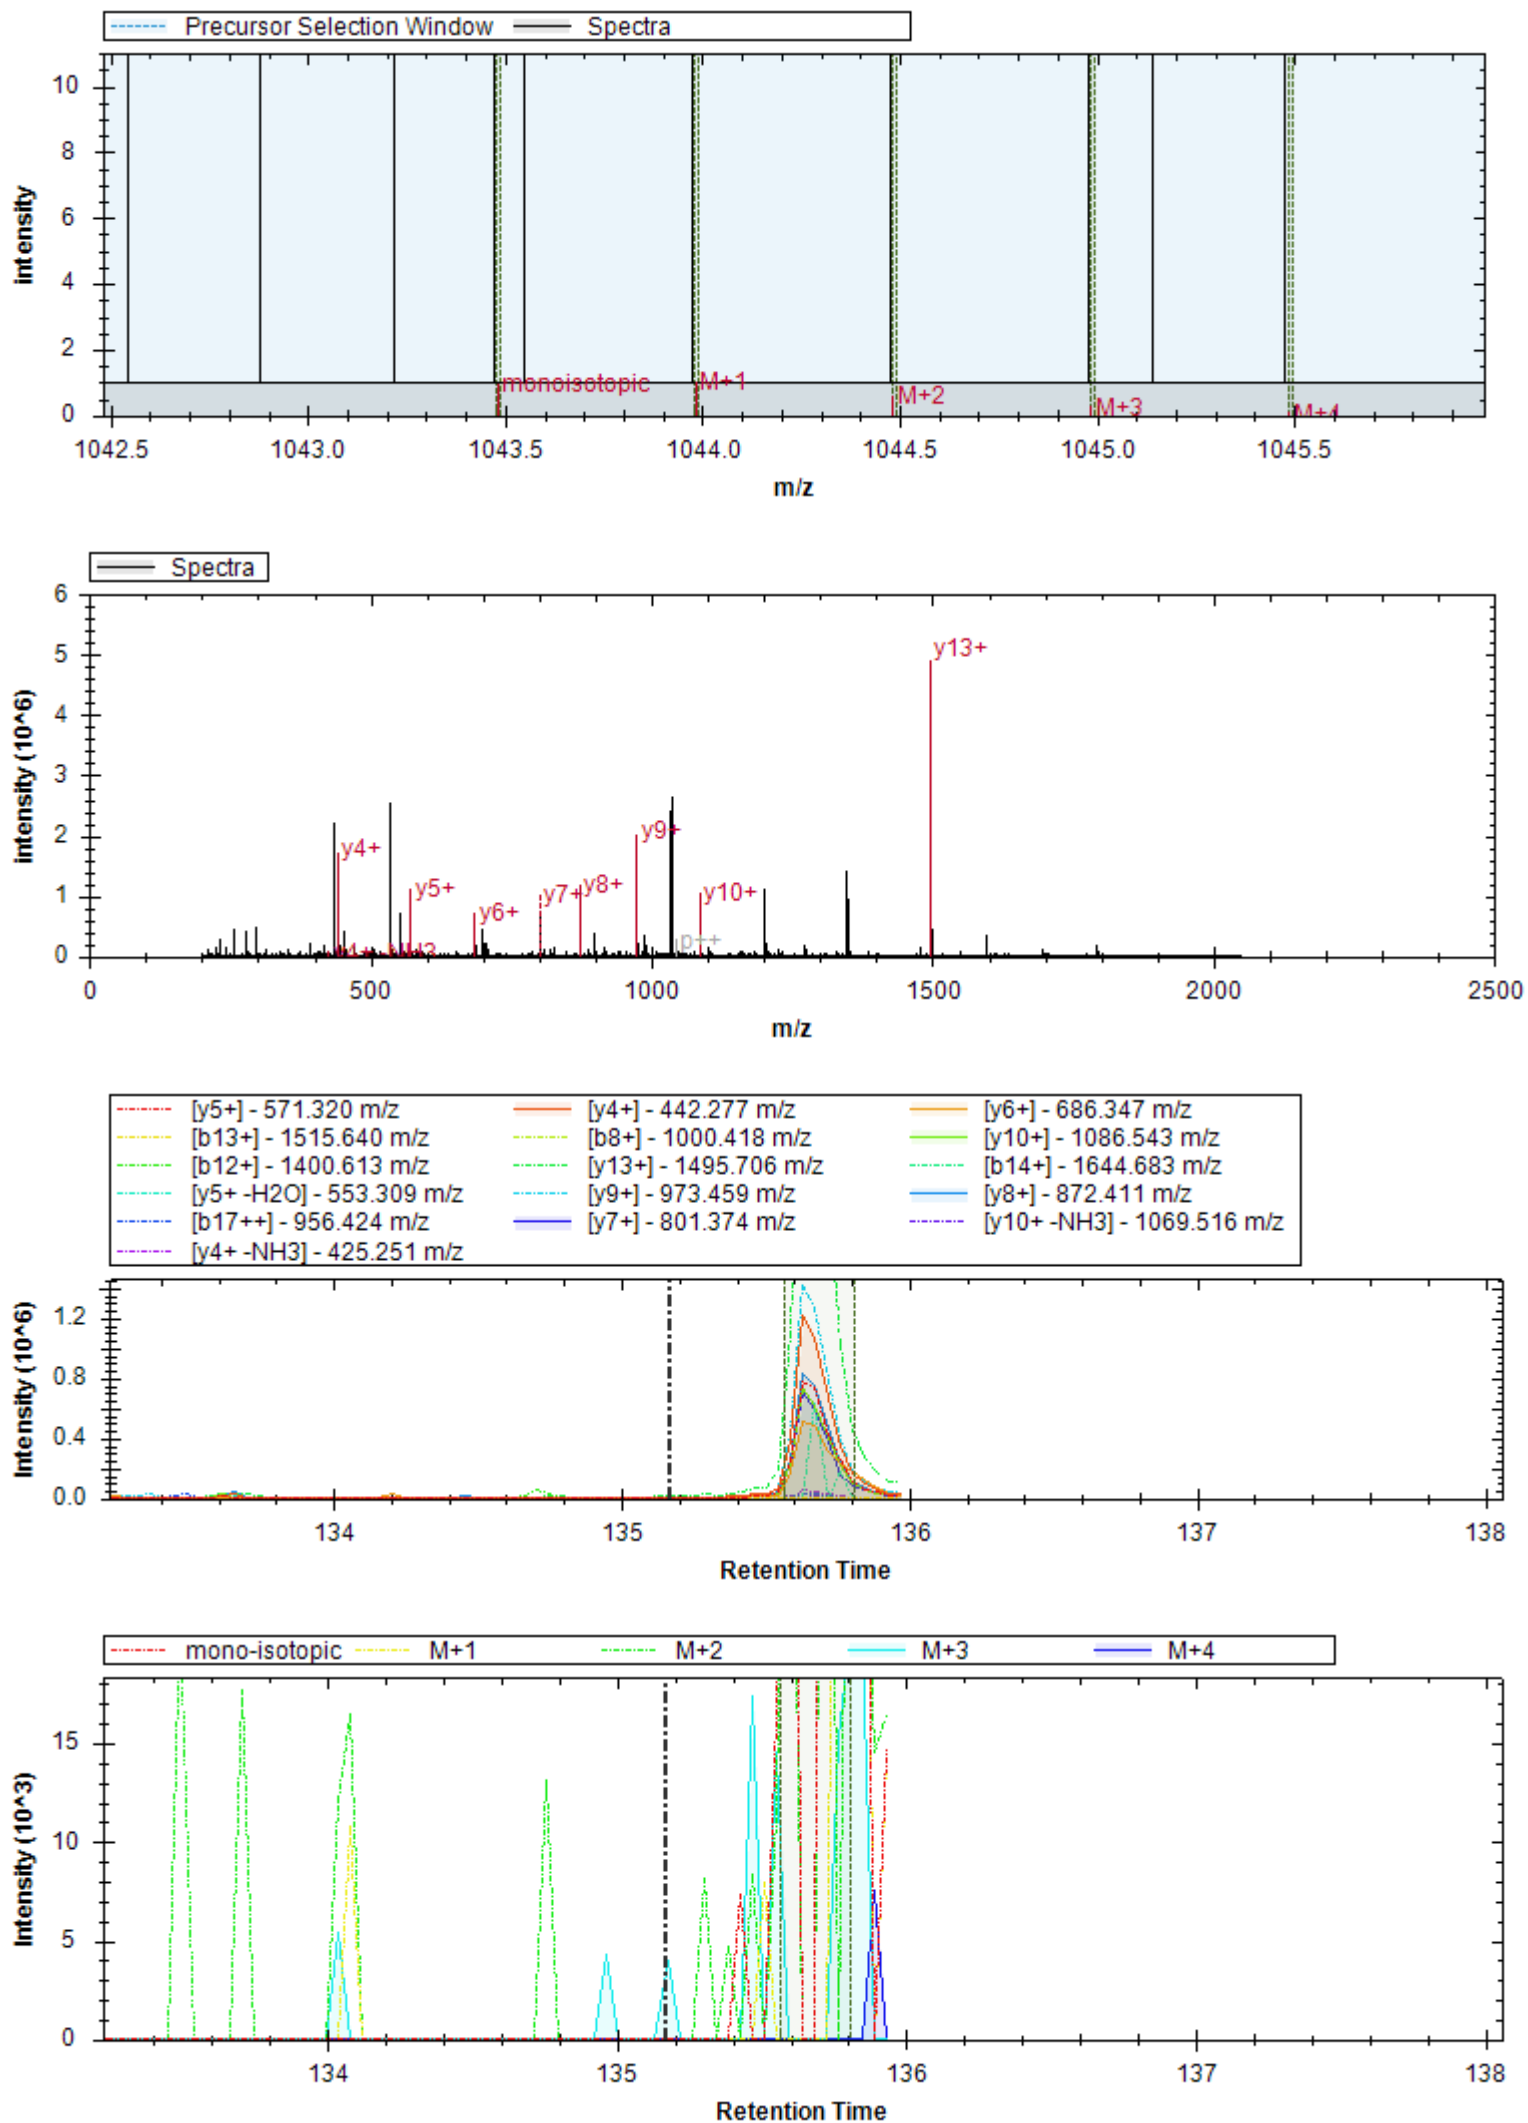 Precursor Selection Window Spectra
10
8
6
4
2
0
intensity
monoisotopic M+1 M+2 M+3 M+4
1042.5 1043.0 1043.5 1044.0 1044.5 1045.0 1045.5
m/z
Spectra
6
5
4
3
2
1
0
intensity (10^6)
y13+
y9+
y4+
y5+ y7+ y8+ y10+
y6+
p++
0 500 1000 1500 2000 2500
m/z
[y5+] - 571.320 m/z [y4+] - 442.277 m/z [y6+] - 686.347 m/z
[b13+] - 1515.640 m/z [b8+] - 1000.418 m/z [y10+] - 1086.543 m/z
[b12+] - 1400.613 m/z [y13+] - 1495.706 m/z [b14+] - 1644.683 m/z
[y5+ -H2O] - 553.309 m/z [y9+] - 973.459 m/z [y8+] - 872.411 m/z
[b17++] - 956.424 m/z [y7+] - 801.374 m/z [y10+ -NH3] - 1069.516 m/z
[y4+ -NH3] - 425.251 m/z
1.2
0.8
0.4
0.0
Intensity (10^6)
134 135 136 137 138
Retention Time
mono-isotopic M+1 M+2 M+3 M+4
15
10
5
0
Intensity (10^3)
134 135 136 137 138
Retention Time